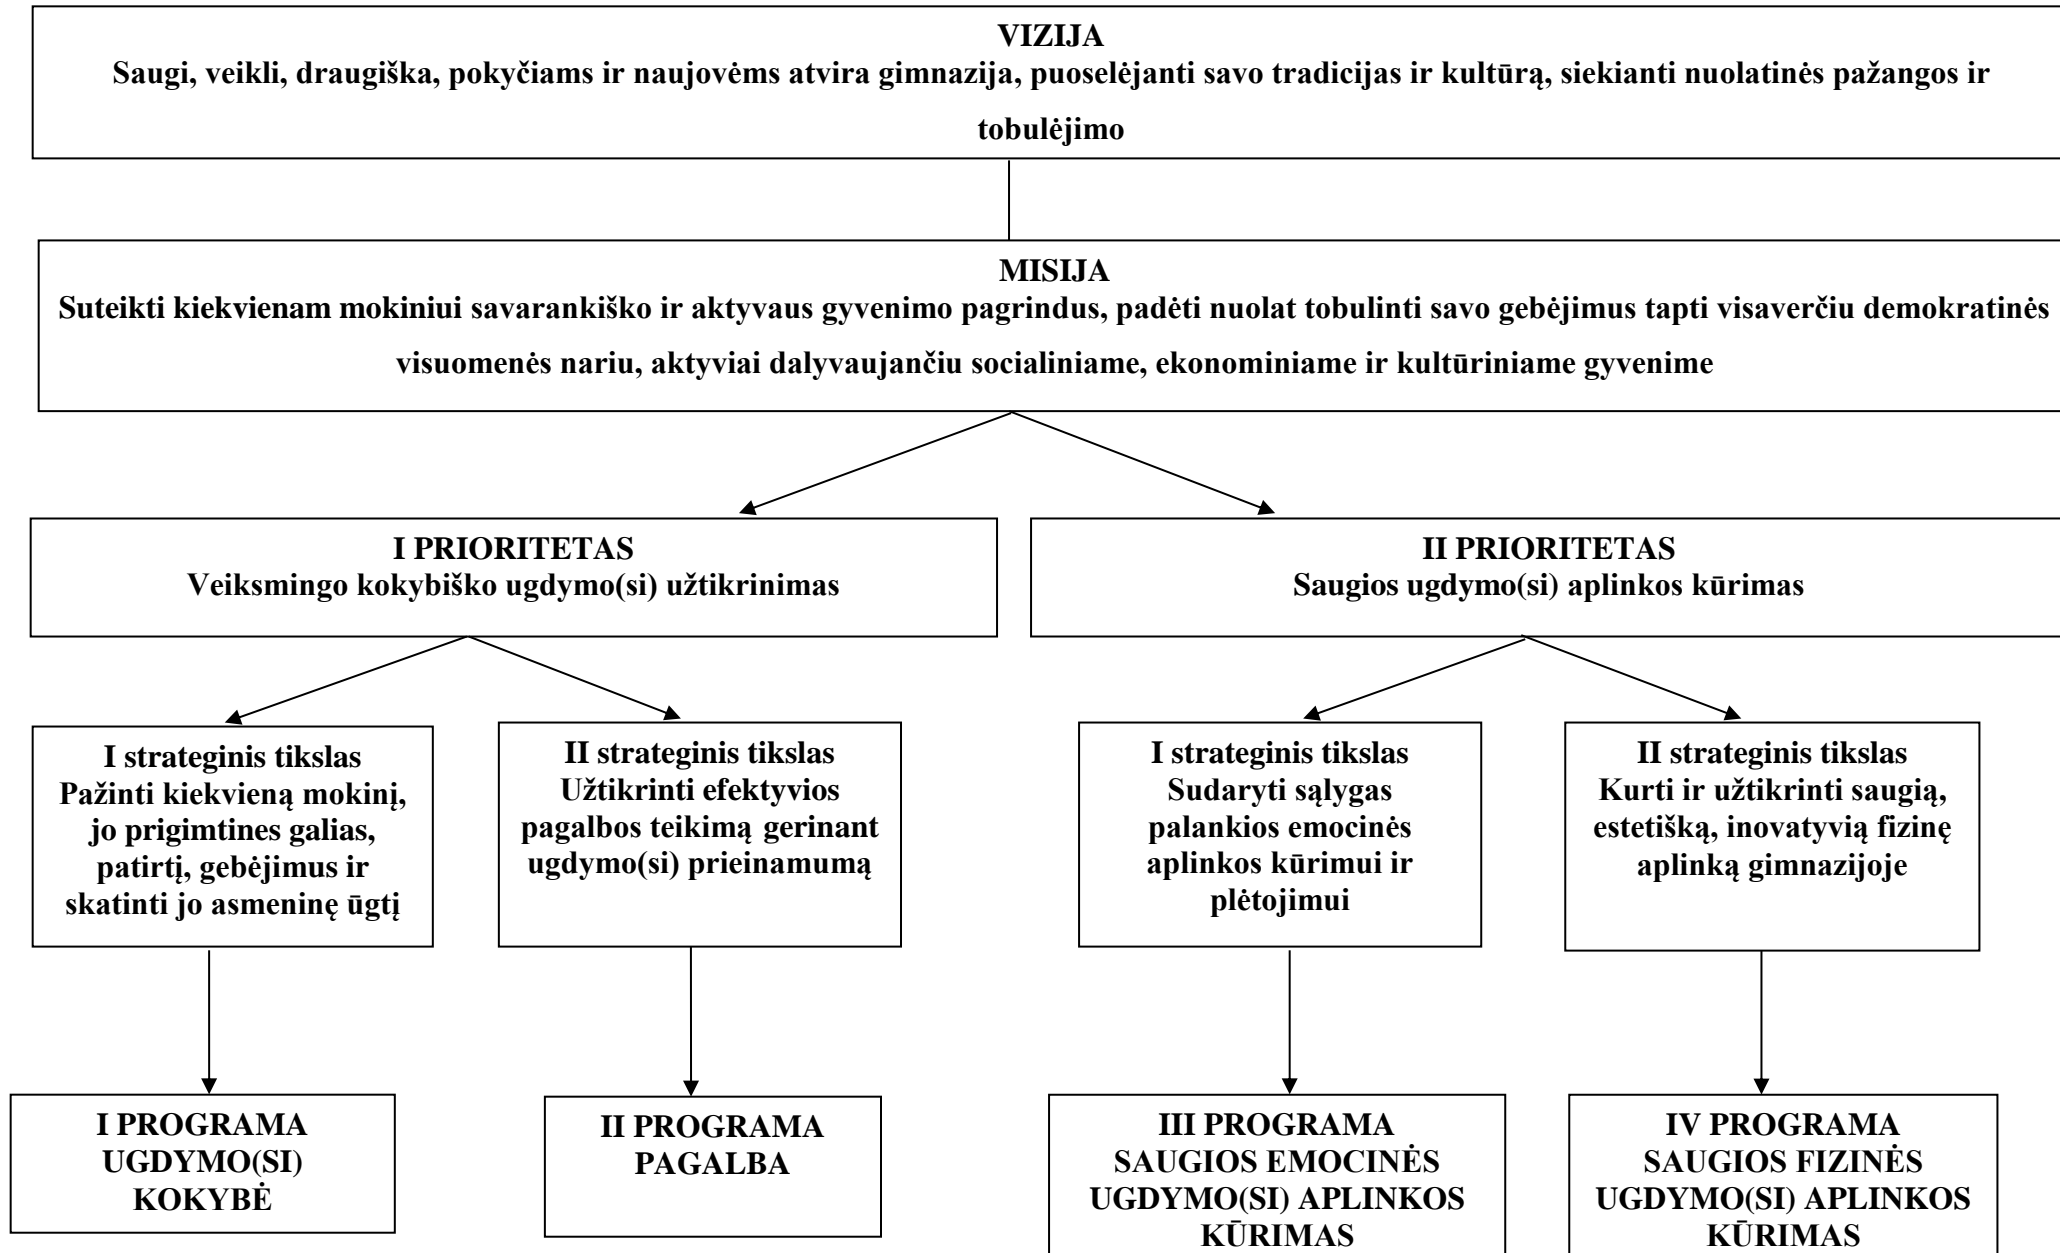 VIZIJA
Saugi, veikli, draugiška, pokyčiams ir naujovėms atvira gimnazija, puoselėjanti savo tradicijas ir kultūrą, siekianti nuolatinės pažangos ir
tobulėjimo
MISIJA
Suteikti kiekvienam mokiniui savarankiško ir aktyvaus gyvenimo pagrindus, padėti nuolat tobulinti savo gebėjimus tapti visaverčiu demokratinės
visuomenės nariu, aktyviai dalyvaujančiu socialiniame, ekonominiame ir kultūriniame gyvenime
I PRIORITETAS
Veiksmingo kokybiško ugdymo(si) užtikrinimas
II PRIORITETAS
Saugios ugdymo(si) aplinkos kūrimas
I strateginis tikslas
Pažinti kiekvieną mokinį,
jo prigimtines galias,
patirtį, gebėjimus ir
skatinti jo asmeninę ūgtį
II strateginis tikslas
Užtikrinti efektyvios
pagalbos teikimą gerinant
ugdymo(si) prieinamumą
I strateginis tikslas
Sudaryti sąlygas
palankios emocinės
aplinkos kūrimui ir
plėtojimui
II strateginis tikslas
Kurti ir užtikrinti saugią,
estetišką, inovatyvią fizinę
aplinką gimnazijoje
I PROGRAMA
UGDYMO(SI)
KOKYBĖ
II PROGRAMA
PAGALBA
III PROGRAMA
SAUGIOS EMOCINĖS
UGDYMO(SI) APLINKOS
KŪRIMAS
IV PROGRAMA
SAUGIOS FIZINĖS
UGDYMO(SI) APLINKOS
KŪRIMAS